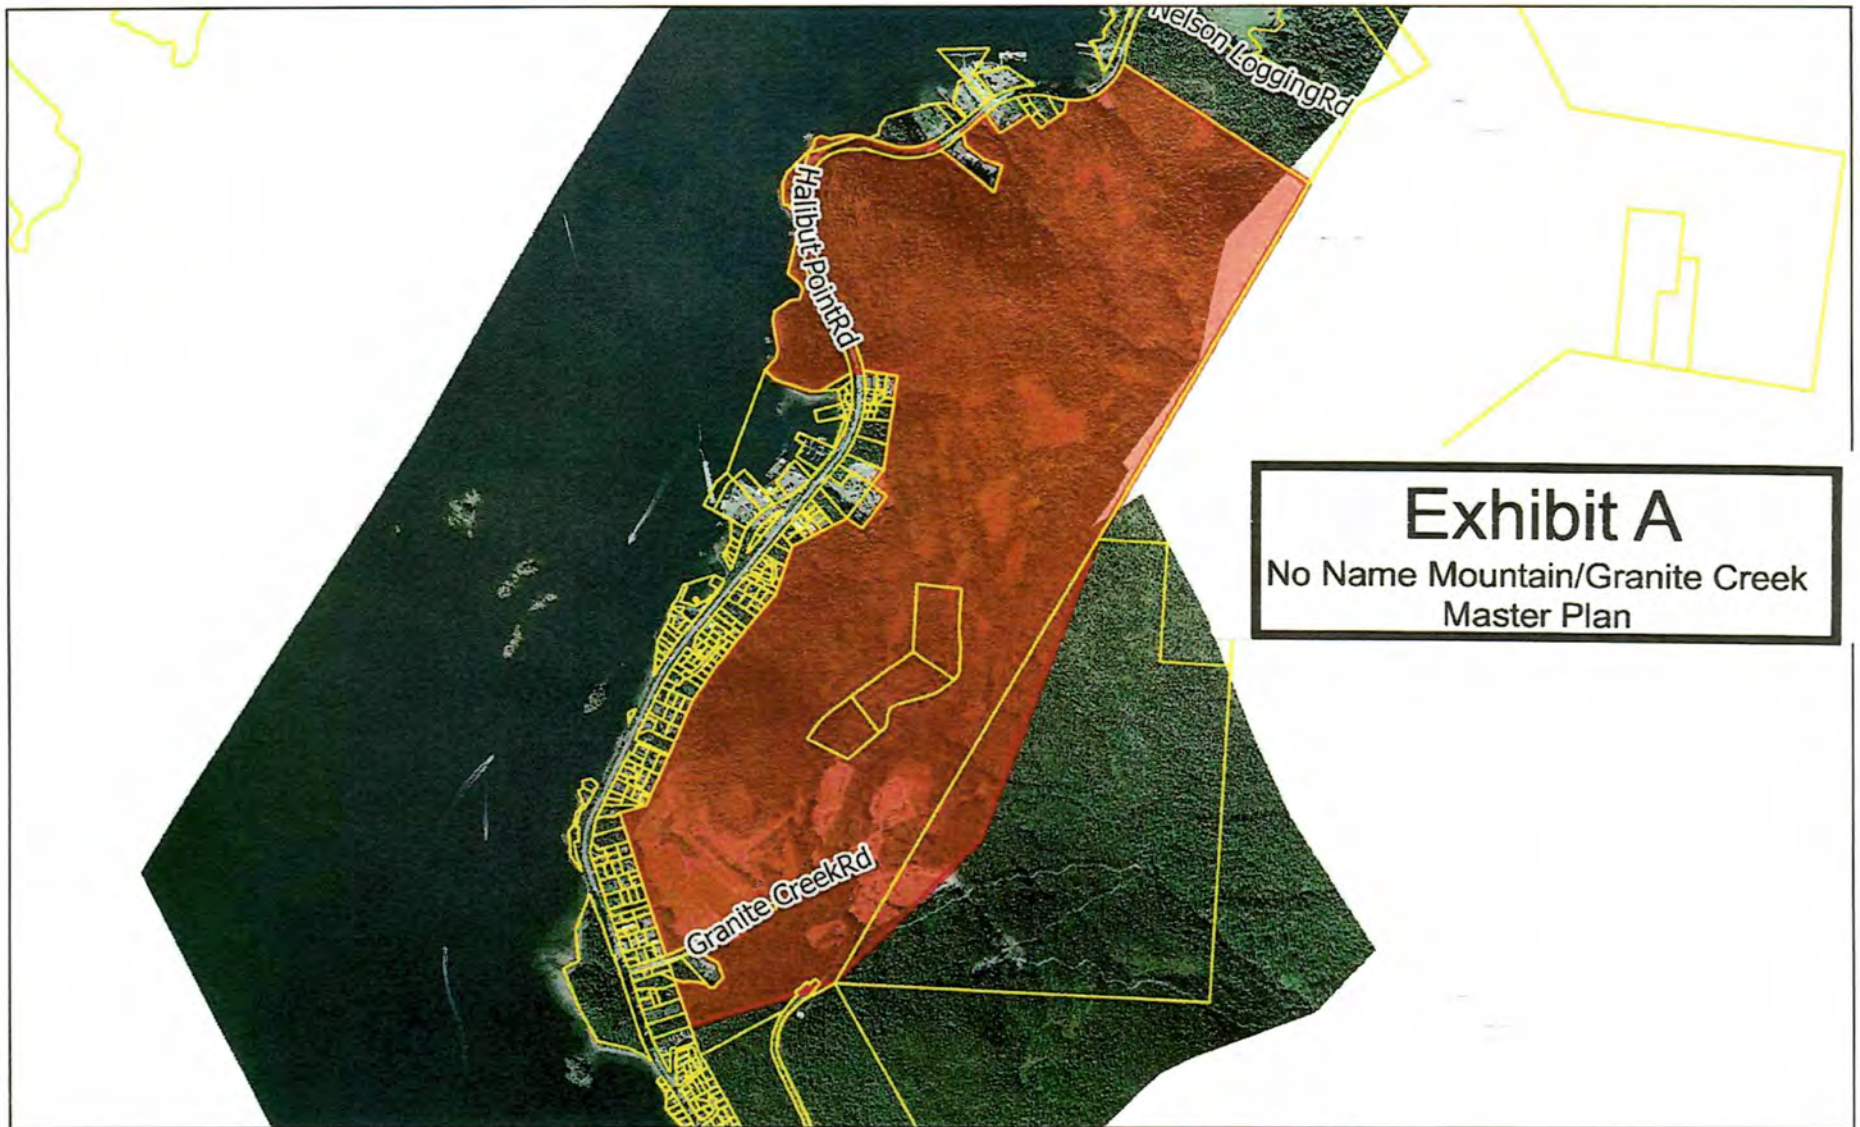 Nelson LoggingRd
Halibut PointRd
Exhibit A
No Name Mountain/Granite Creek
Master Plan
Granite CreekRd